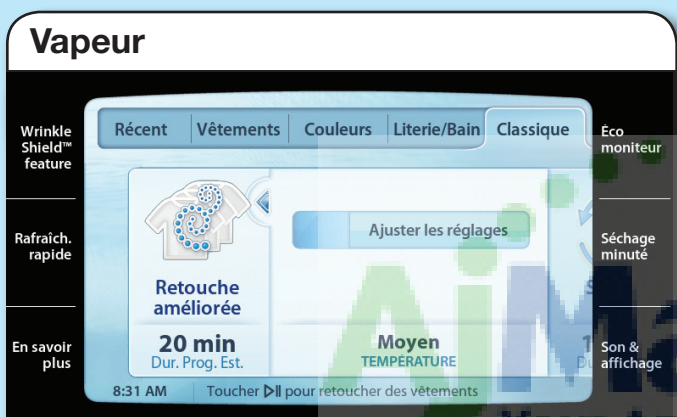 Vapeur
Wrinkle
Shield™
feature
Rafraîch.
rapide
En savoir
plus
Récent
Vêtements
Couleurs
Literie/Bain
Classique
Retouche
améliorée
20 min
Dur. Prog. Est.
Ajuster les réglages
Moyen
TEMPÉRATURE
8:31 AM
Toucher ▷II pour retoucher des vêtements
Éco
moniteur
Séchage
minuté
Son &
affichage